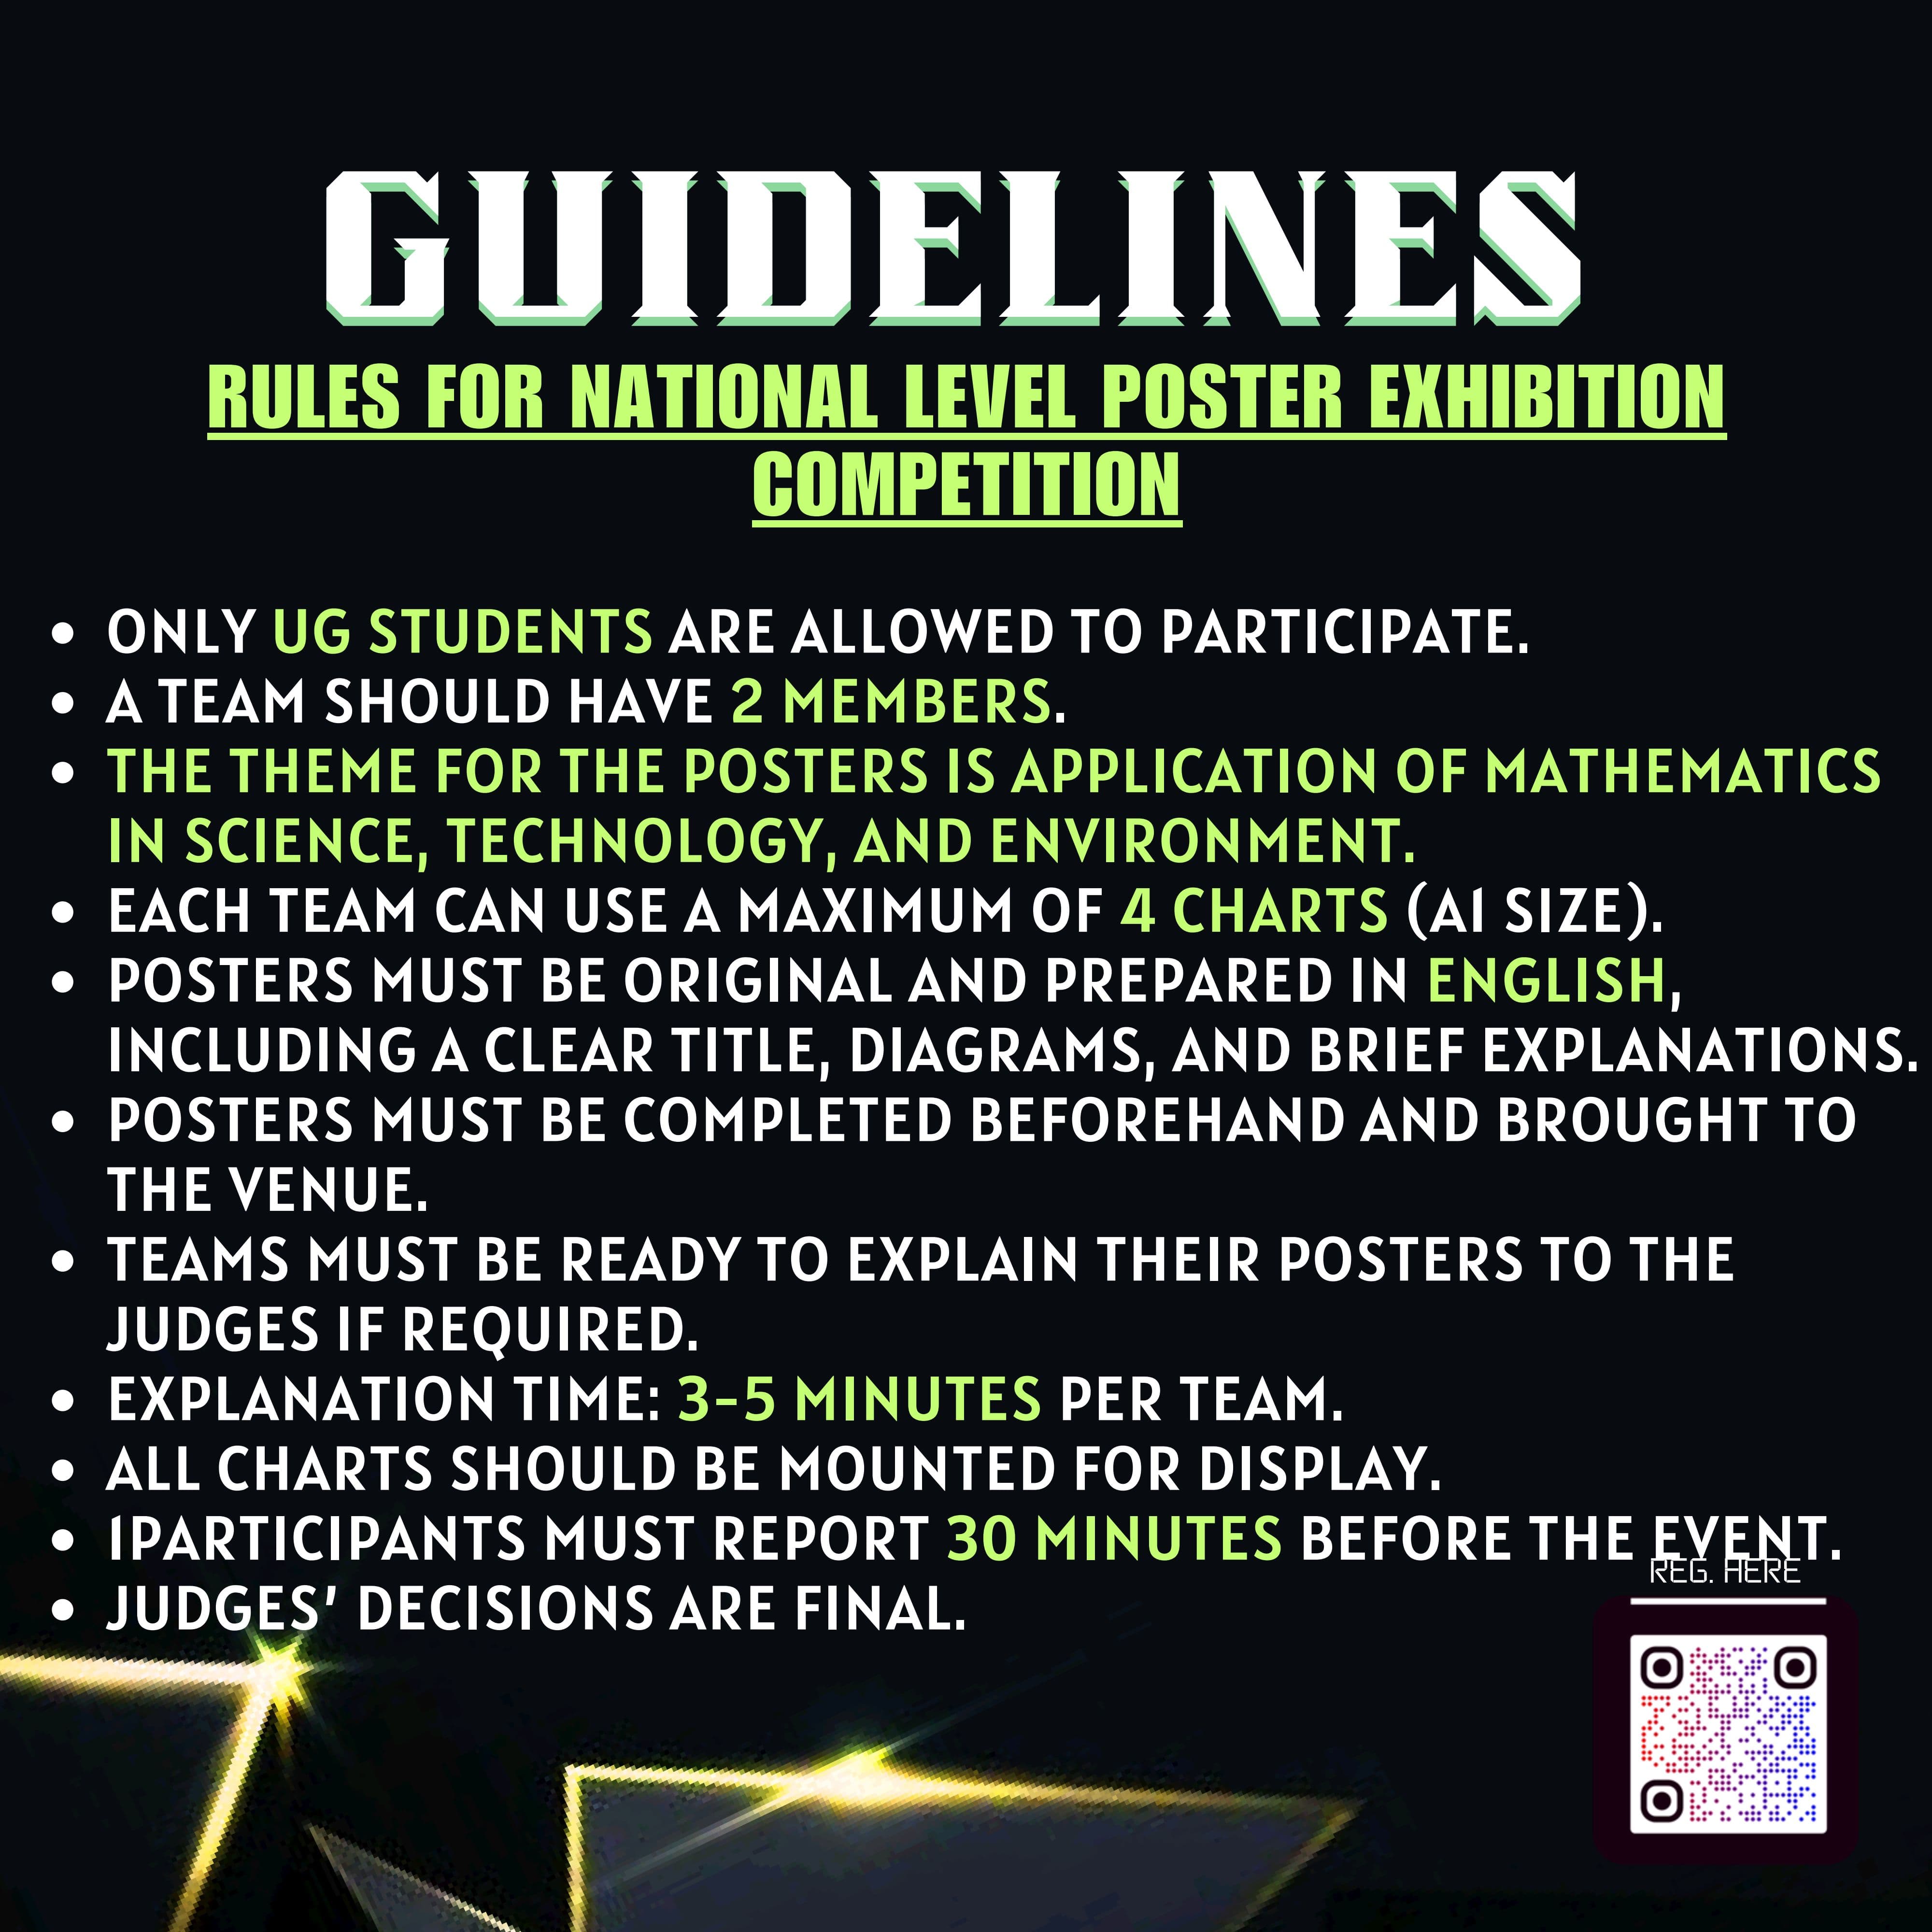 GUIDELINES
RULES FOR NATIONAL LEVEL POSTER EXHIBITION
COMPETITION
• ONLY UG STUDENTS ARE ALLOWED TO PARTICIPATE.
• A TEAM SHOULD HAVE 2 MEMBERS.
• THE THEME FOR THE POSTERS IS APPLICATION OF MATHEMATICS
IN SCIENCE, TECHNOLOGY, AND ENVIRONMENT.
• EACH TEAM CAN USE A MAXIMUM OF 4 CHARTS (A1 SIZE).
• POSTERS MUST BE ORIGINAL AND PREPARED IN ENGLISH,
INCLUDING A CLEAR TITLE, DIAGRAMS, AND BRIEF EXPLANATIONS.
• POSTERS MUST BE COMPLETED BEFOREHAND AND BROUGHT TO
THE VENUE.
• TEAMS MUST BE READY TO EXPLAIN THEIR POSTERS TO THE
JUDGES IF REQUIRED.
• EXPLANATION TIME: 3-5 MINUTES PER TEAM.
• ALL CHARTS SHOULD BE MOUNTED FOR DISPLAY.
• 1PARTICIPANTS MUST REPORT 30 MINUTES BEFORE THE EVENT.
• JUDGES' DECISIONS ARE FINAL.
REG. HERE